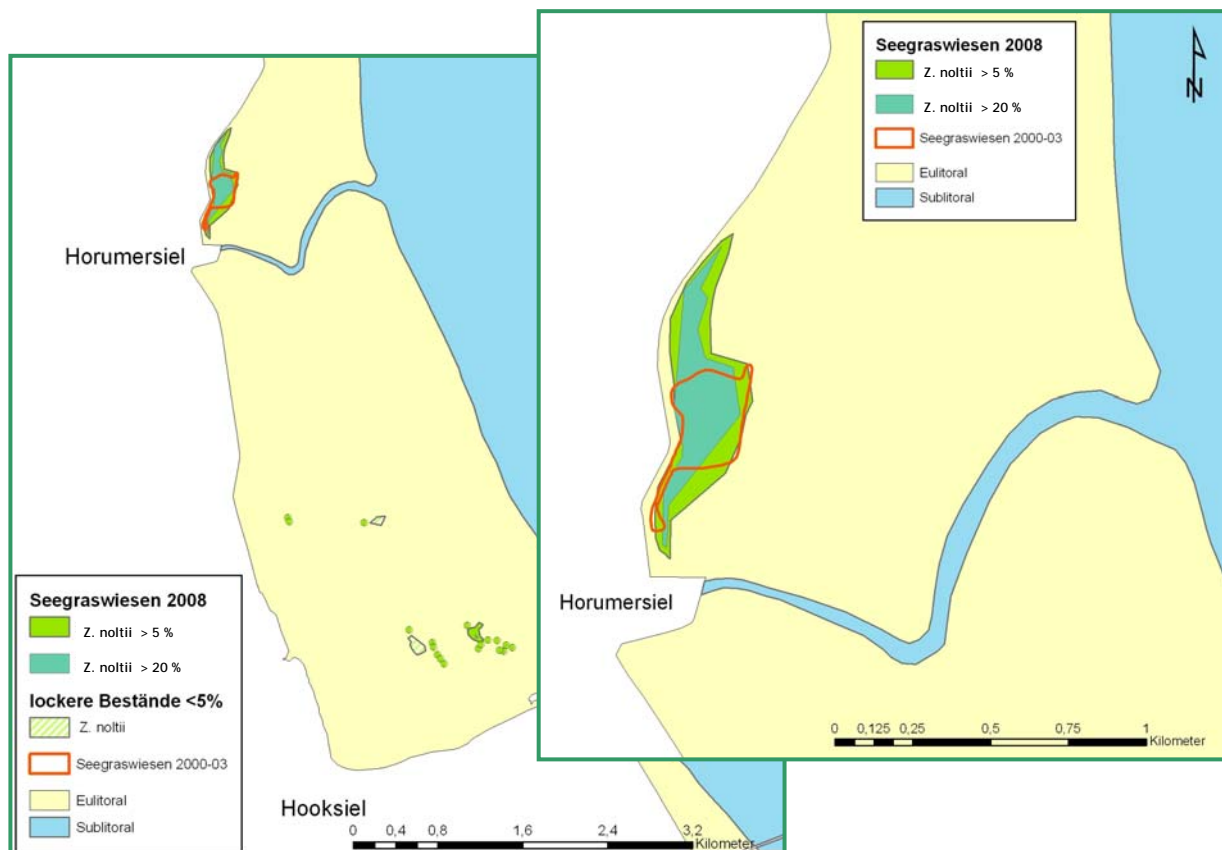 Horumersiel
Seegraswiesen 2008
Z. noltii > 5 %
Z. noltii > 20 %
lockere Bestände <5%
Z. noltii
Seegraswiesen 2000-03
Eulitoral
Sublitoral
Hooksiel
0 0,4 0,8 1,6 2,4 3,2
Kilometer
Seegraswiesen 2008
Z. noltii > 5 %
Z. noltii > 20 %
Seegraswiesen 2000-03
Eulitoral
Sublitoral
N
Horumersiel
0 0,125 0,25 0,5 0,75 1
Kilometer